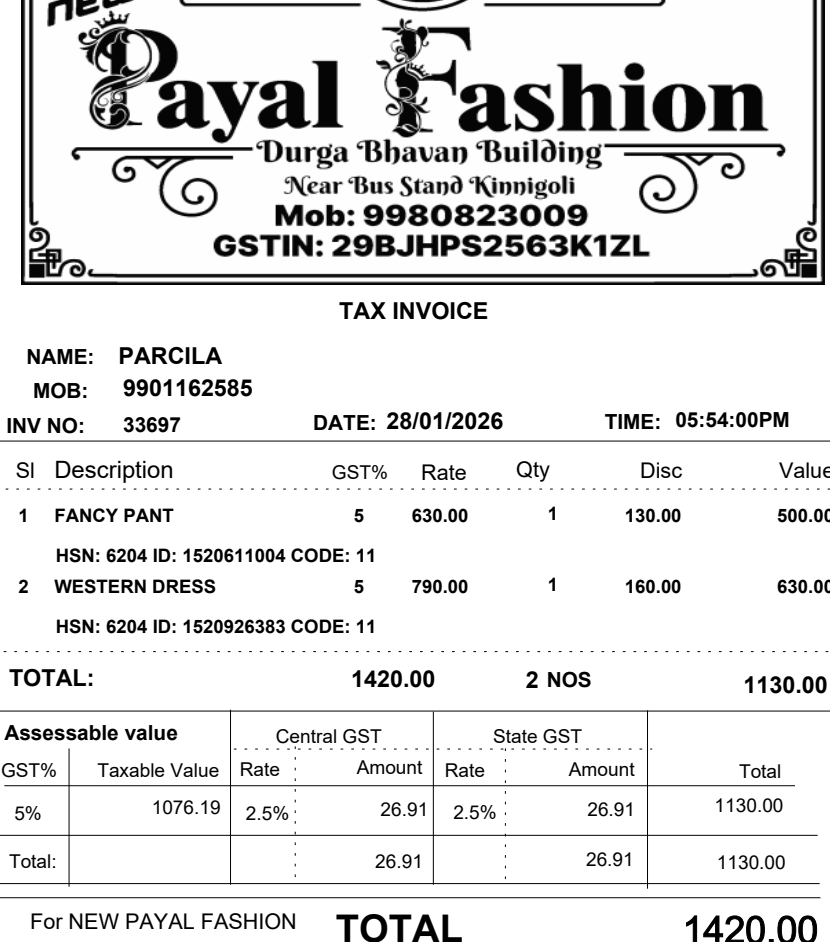 new
Payal Fashion
Durga Bhavan Building
Near Bus Stand Kinnigoli
Mob: 9980823009
GSTIN: 29BJHPS2563K1ZL
TAX INVOICE
NAME: PARCILA
MOB: 9901162585
INV NO: 33697 DATE: 28/01/2026 TIME: 05:54:00PM
Sl Description GST% Rate Qty Disc Value
1 FANCY PANT 5 630.00 1 130.00 500.00
HSN: 6204 ID: 1520611004 CODE: 11
2 WESTERN DRESS 5 790.00 1 160.00 630.00
HSN: 6204 ID: 1520926383 CODE: 11
TOTAL: 1420.00 2 NOS 1130.00
Assessable value Central GST State GST
GST% Taxable Value Rate Amount Rate Amount Total
5% 1076.19 2.5% 26.91 2.5% 26.91 1130.00
Total: 26.91 26.91 1130.00
For NEW PAYAL FASHION TOTAL 1420.00